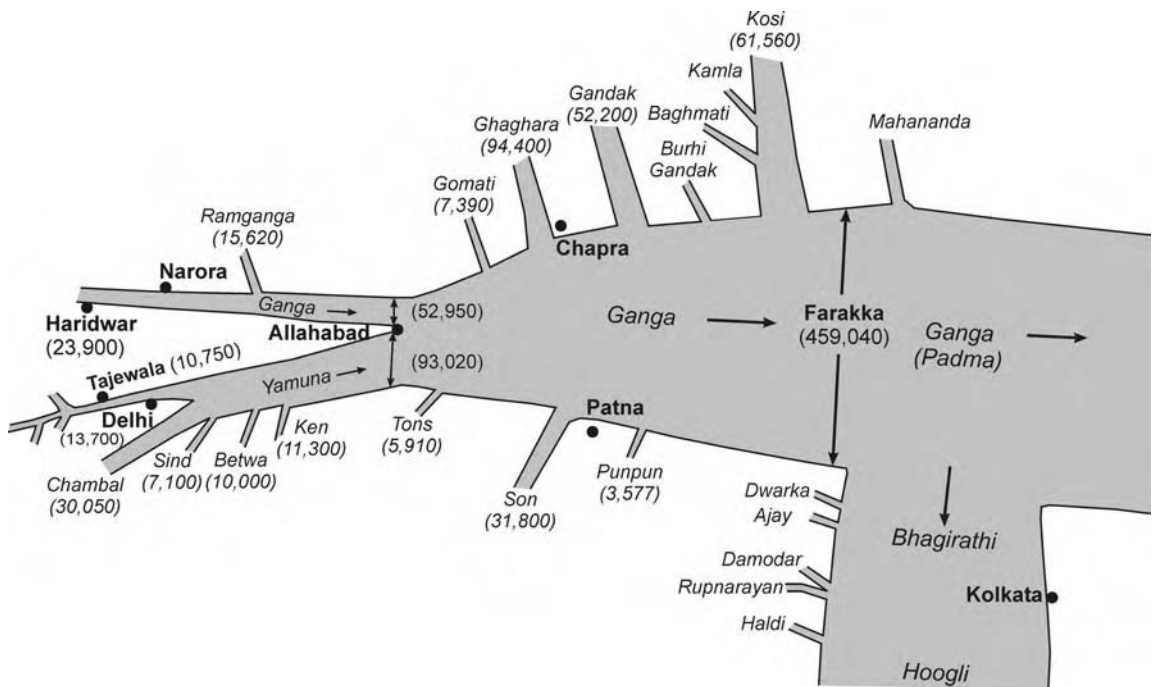 Kosi
(61,560)
Kamla
Gandak
(52,200)
Baghmati
Mahananda
Ghaghara
(94,400)
Burhi
Gandak
Gomati
(7,390)
Ramganga
(15,620)
Chapra
Narora
Ganga
(52,950)
Haridwar
(23,900)
Allahabad
Ganga
Farakka
(459,040)
Ganga
(Padma)
Tajewala (10,750)
Yamuna
(93,020)
Delhi
(13,700)
Chambal
(30,050)
Sind
(7,100)
Betwa
(10,000)
Ken
(11,300)
Tons
(5,910)
Patna
Son
(31,800)
Punpun
(3,577)
Dwarka
Ajay
Bhagirathi
Damodar
Rupnarayan
Kolkata
Haldi
Hoogli